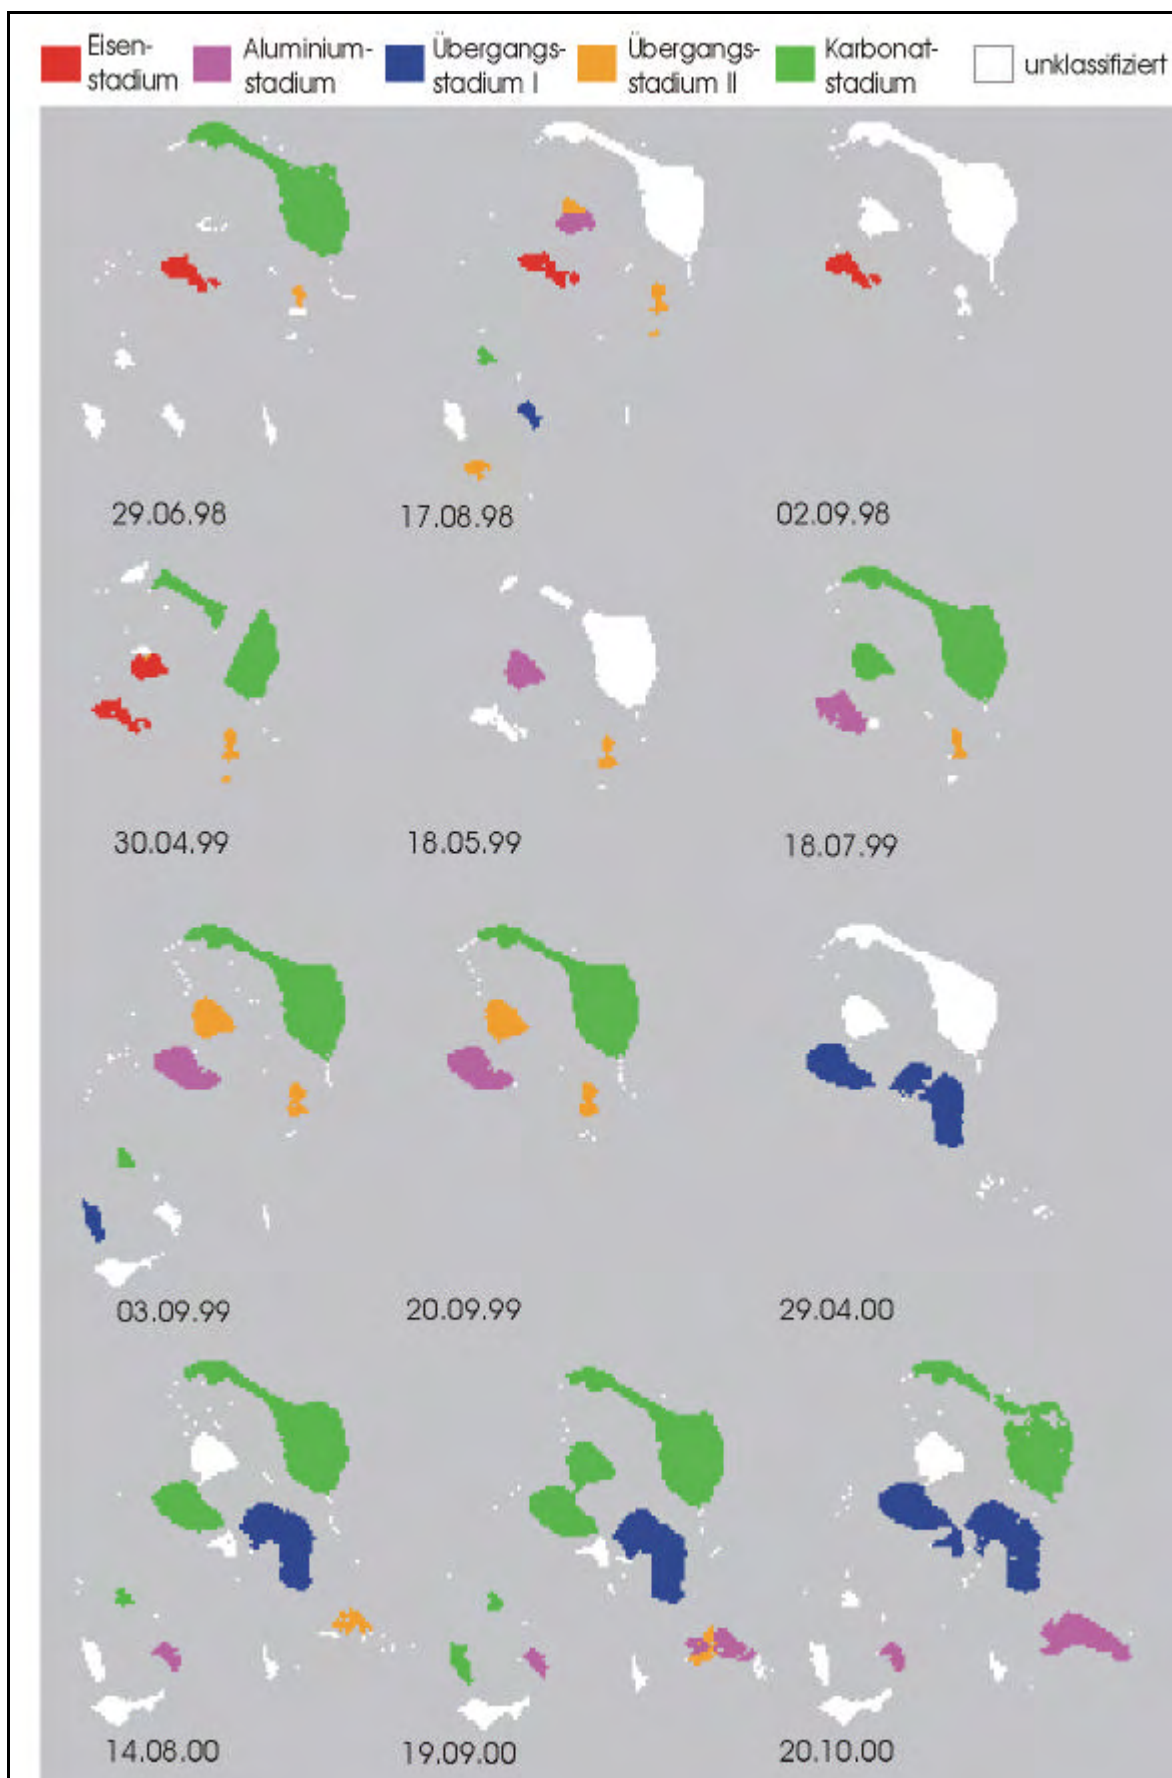 Eisen-
stadium
Aluminium-
stadium
Übergangs-
stadium I
Übergangs-
stadium II
Karbonat-
stadium
unklassifiziert
29.06.98
17.08.98
02.09.98
30.04.99
18.05.99
18.07.99
03.09.99
20.09.99
29.04.00
14.08.00
19.09.00
20.10.00